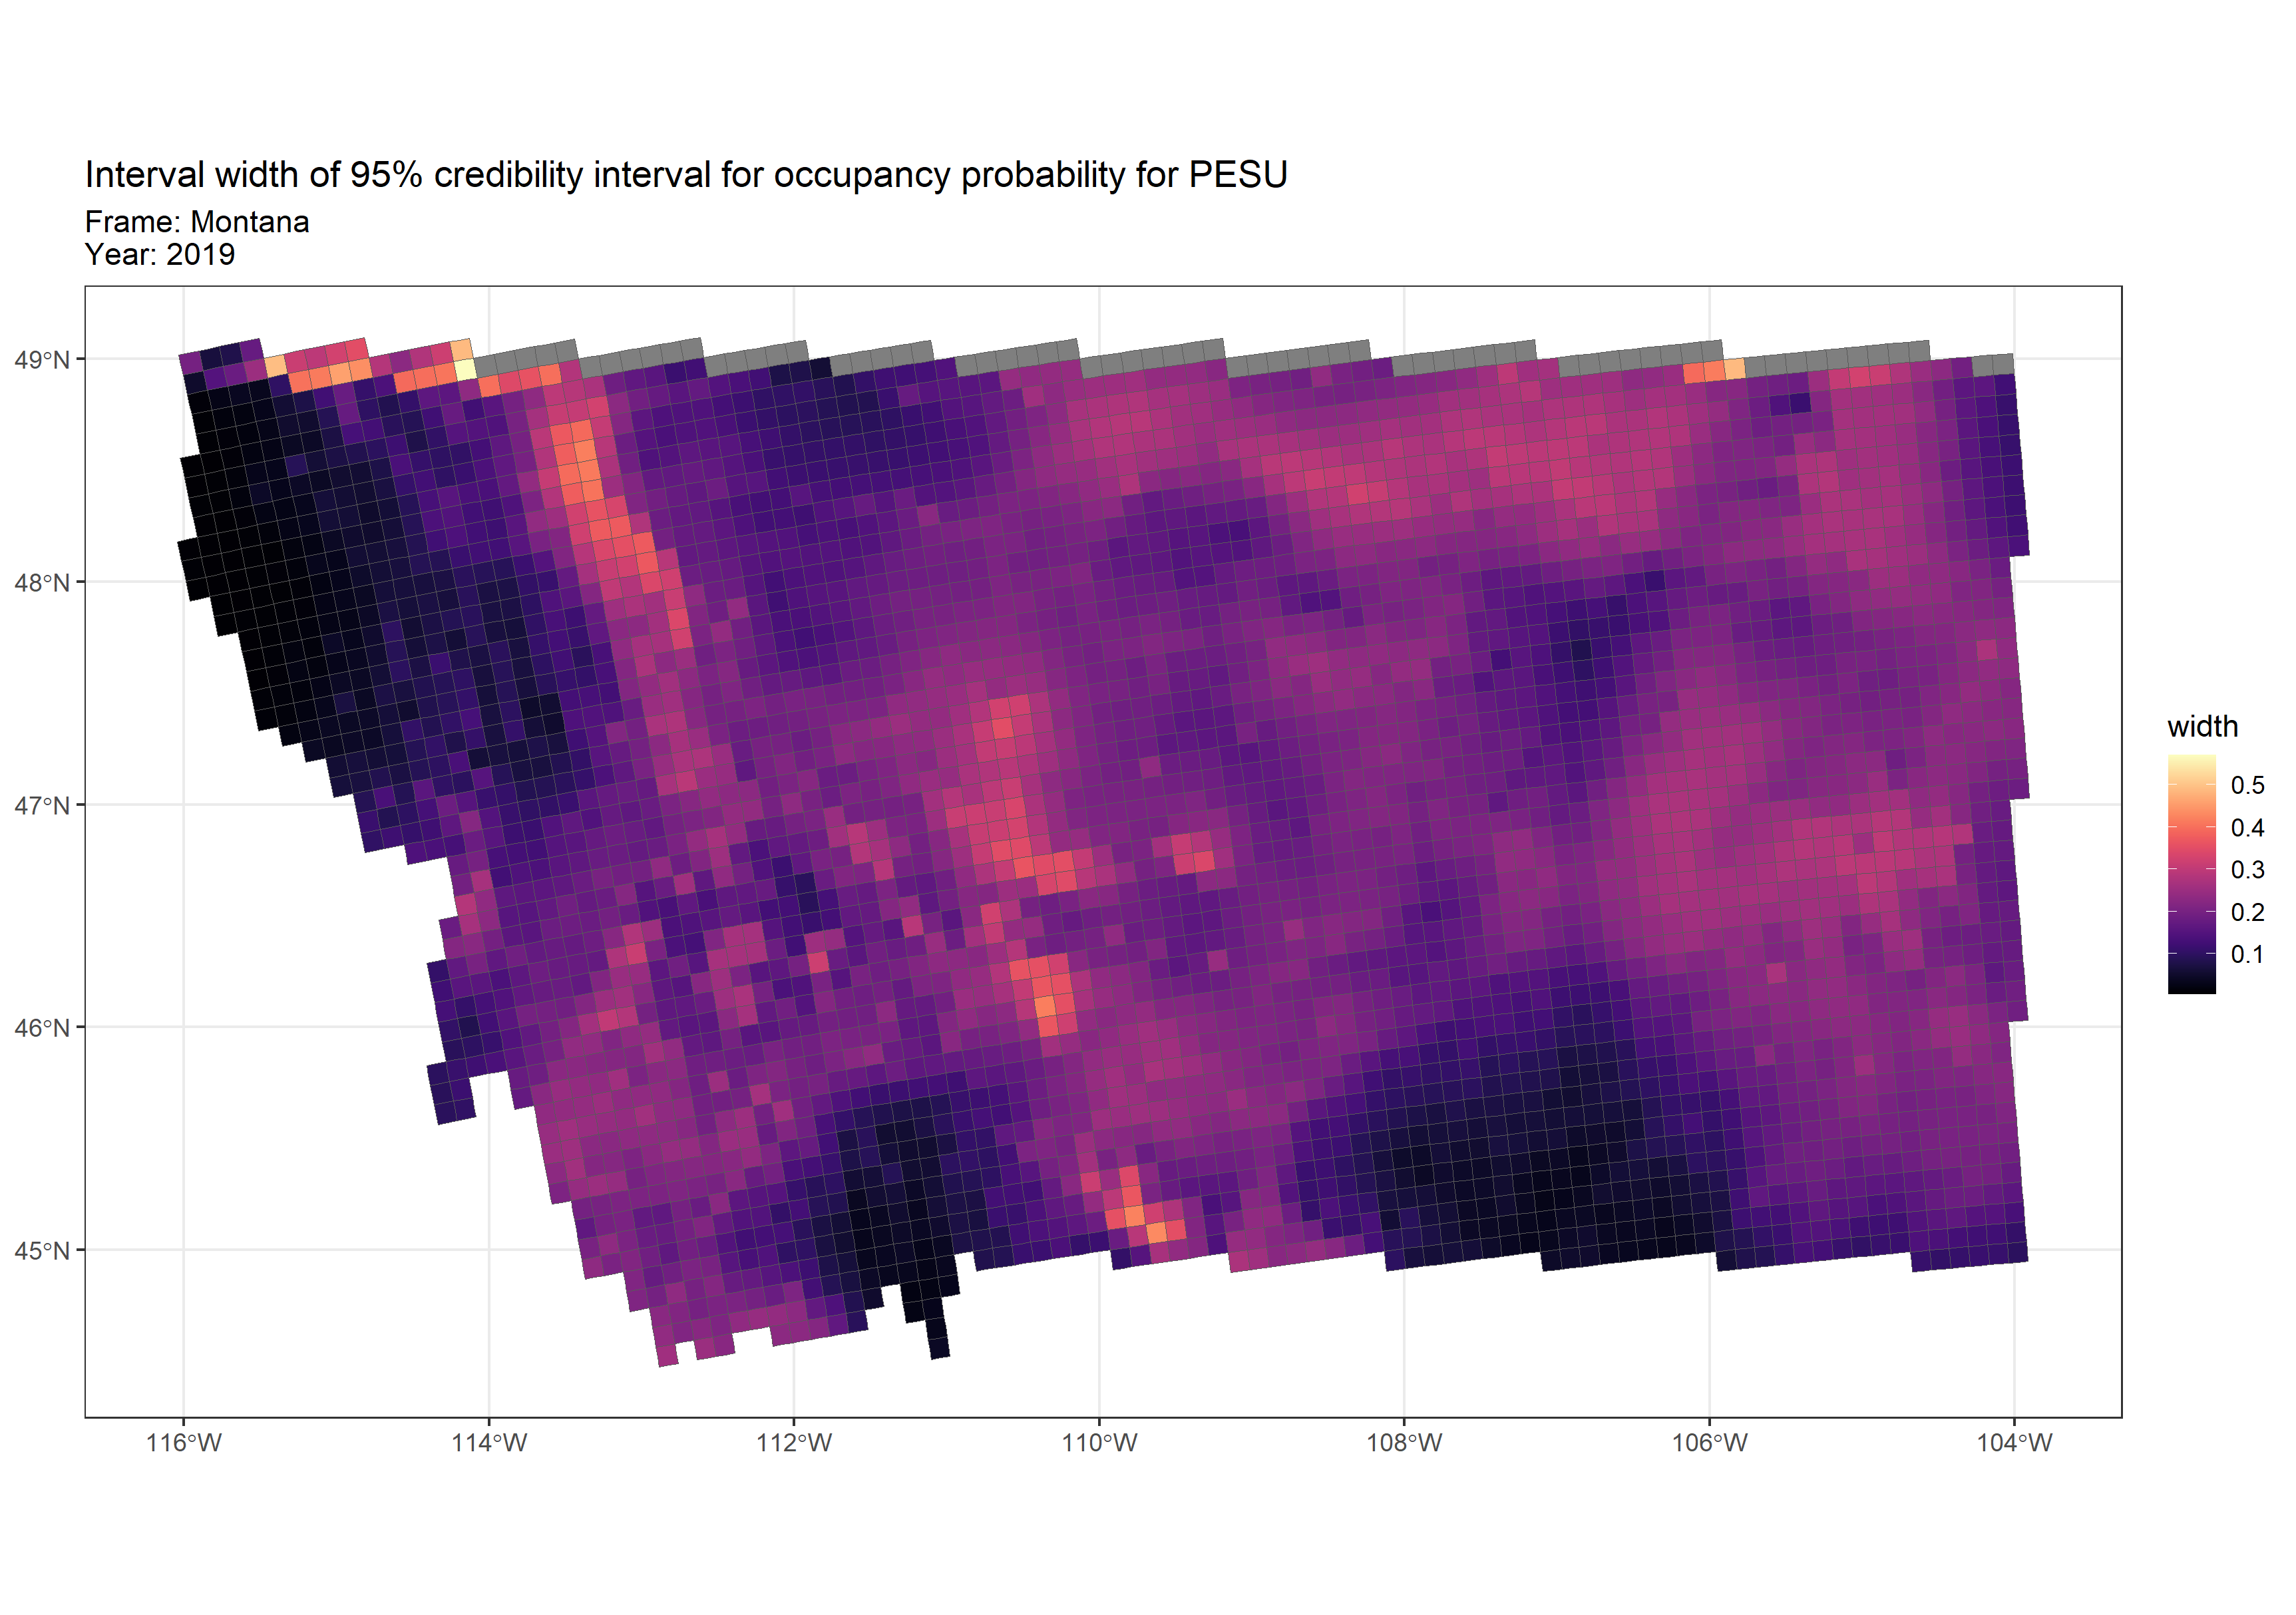 Interval width of 95% credibility interval for occupancy probability for PESU
Frame: Montana
Year: 2019
49°N
48°N
47°N
46°N
45°N
116°W
114°W
112°W
110°W
108°W
106°W
104°W
width
0.5
0.4
0.3
0.2
0.1